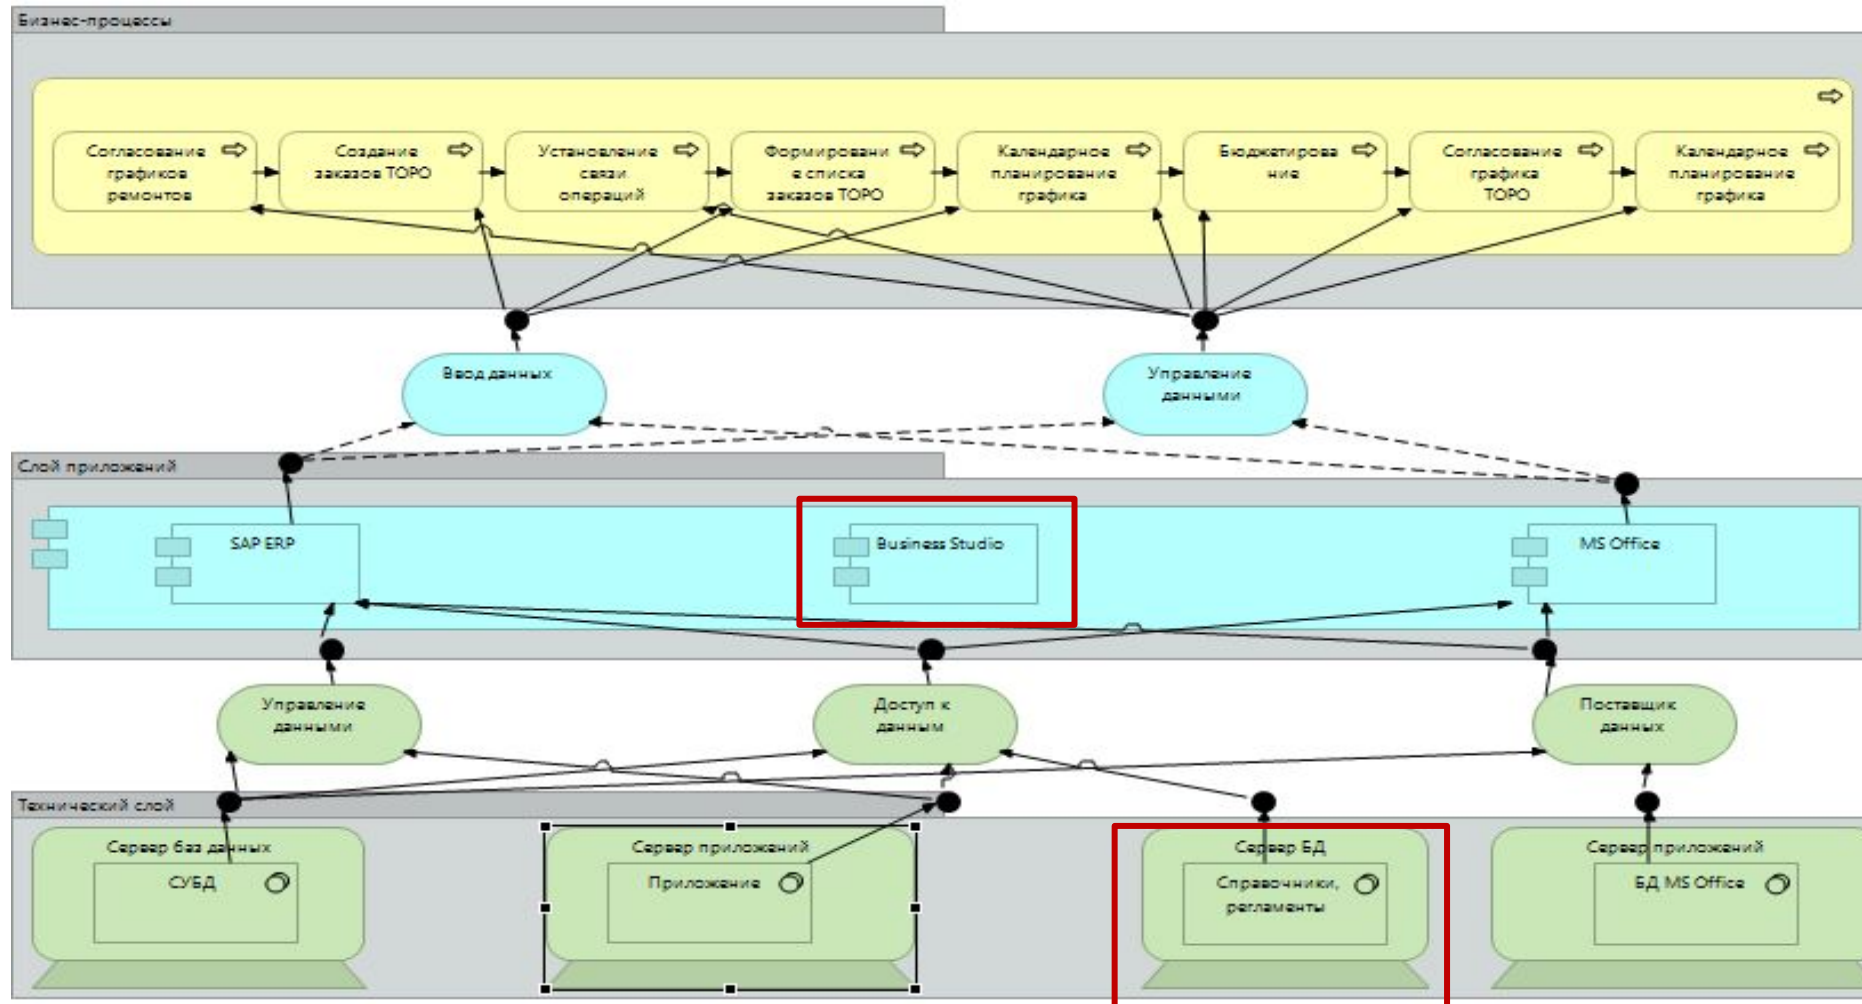 Бизнес-процессы
Согласование
графиков
ремонтов
Создание
заказов ТОРО
Установление
связи
операций
Формировани
е списка
заказов ТОРО
Календарное
планирование
графика
Бюджетирова
ние
Согласование
графика
ТОРО
Календарное
планирование
графика
Ввод данных
Управление
данными
Слой приложений
SAP ERP
Business Studio
MS Office
Управление
данными
Доступ к
данным
Поставщик
данных
Технический слой
Сервер баз данных
СУБД
Сервер приложений
Приложение
Сервер БД
Справочники,
регламенты
Сервер приложений
БД MS Office